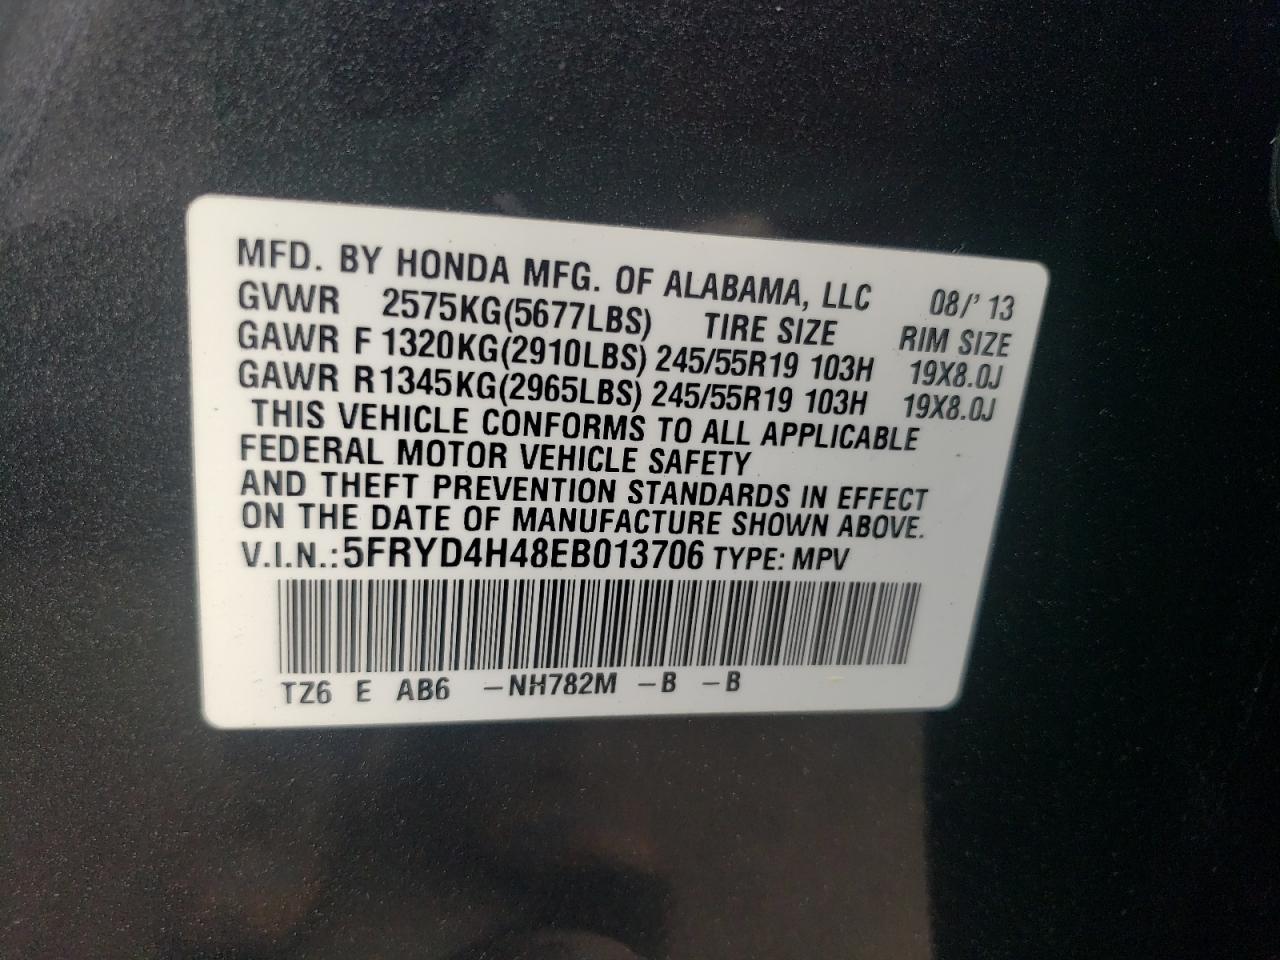 MFD. BY HONDA MFG. OF ALABAMA, LLC 08/' 13
GVWR 2575KG(5677LBS) TIRE SIZE RIM SIZE
GAWR F 1320KG(2910LBS) 245/55R19 103H 19X8.0J
GAWR R1345KG(2965LBS) 245/55R19 103H 19X8.0J
THIS VEHICLE CONFORMS TO ALL APPLICABLE
FEDERAL MOTOR VEHICLE SAFETY
AND THEFT PREVENTION STANDARDS IN EFFECT
ON THE DATE OF MANUFACTURE SHOWN ABOVE.
V.I.N.:5FRYD4H48EB013706 TYPE: MPV
TZ6 E AB6 -NH782M -B -B